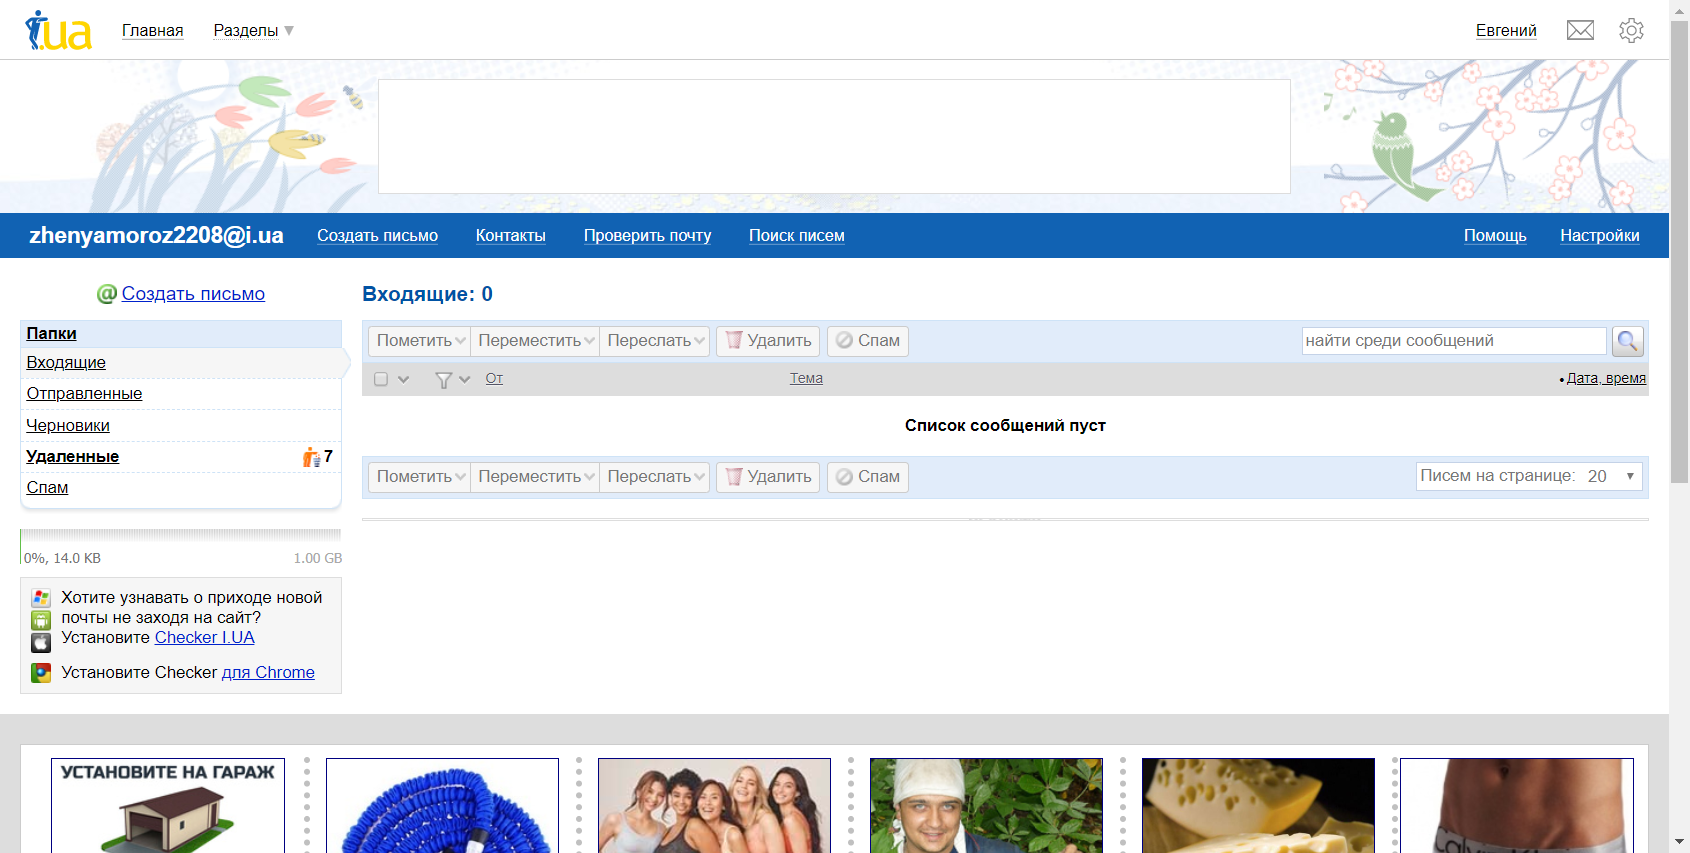 i.ua
Главная
Разделы
Евгений
zhenyamoroz2208@i.ua
Создать письмо
Контакты
Проверить почту
Поиск писем
Помощь
Настройки
Создать письмо
Папки
Входящие
Отправленные
Черновики
Удаленные 7
Спам
0%, 14.0 KB 1.00 GB
Хотите узнавать о приходе новой
почты не заходя на сайт?
Установите Checker I.UA
Установите Checker для Chrome
Входящие: 0
Пометить Переместить Переслать Удалить Спам
найти среди сообщений
От Тема Дата, время
Список сообщений пуст
Пометить Переместить Переслать Удалить Спам
Писем на странице: 20
УСТАНОВИТЕ НА ГАРАЖ